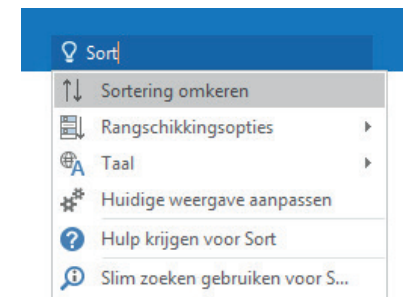 Sort
Sortering omkeren
Rangschikkingsopties
Taal
Huidige weergave aanpassen
Hulp krijgen voor Sort
Slim zoeken gebruiken voor S...